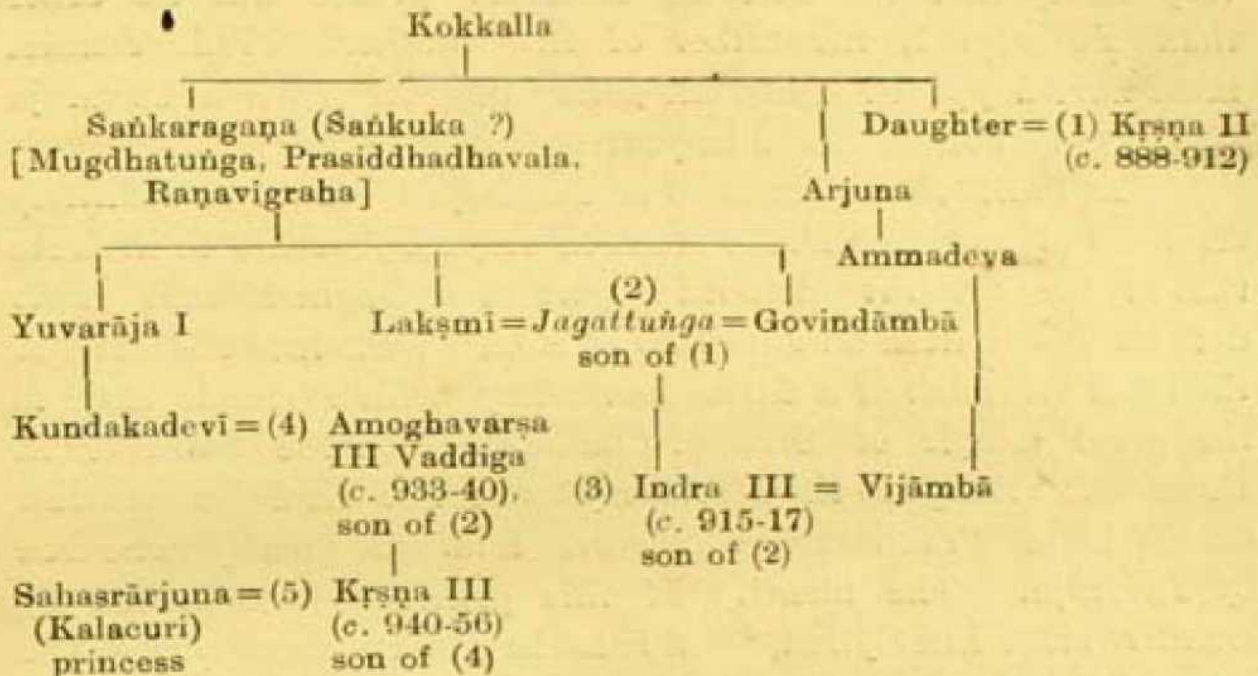 Kokkalla
Śaṅkaragaṇa (Śaṅkuka ?)
[Mugdhatuṅga, Prasiddhadhavala,
Raṇavigraha]
Daughter = (1) Kṛṣṇa II
(c. 888-912)
Arjuna
Ammadeva
Yuvarāja I
(2)
Lakṣmī = Jagattuṅga = Govindāmbā
son of (1)
Kundakadevī = (4) Amoghavarṣa
III Vaddiga
(c. 933-40),
son of (2)
(3) Indra III = Vijāmbā
(c. 915-17)
son of (2)
Sahasrārjuna = (5) Kṛṣṇa III
(Kalacuri) (c. 940-56)
princess son of (4)